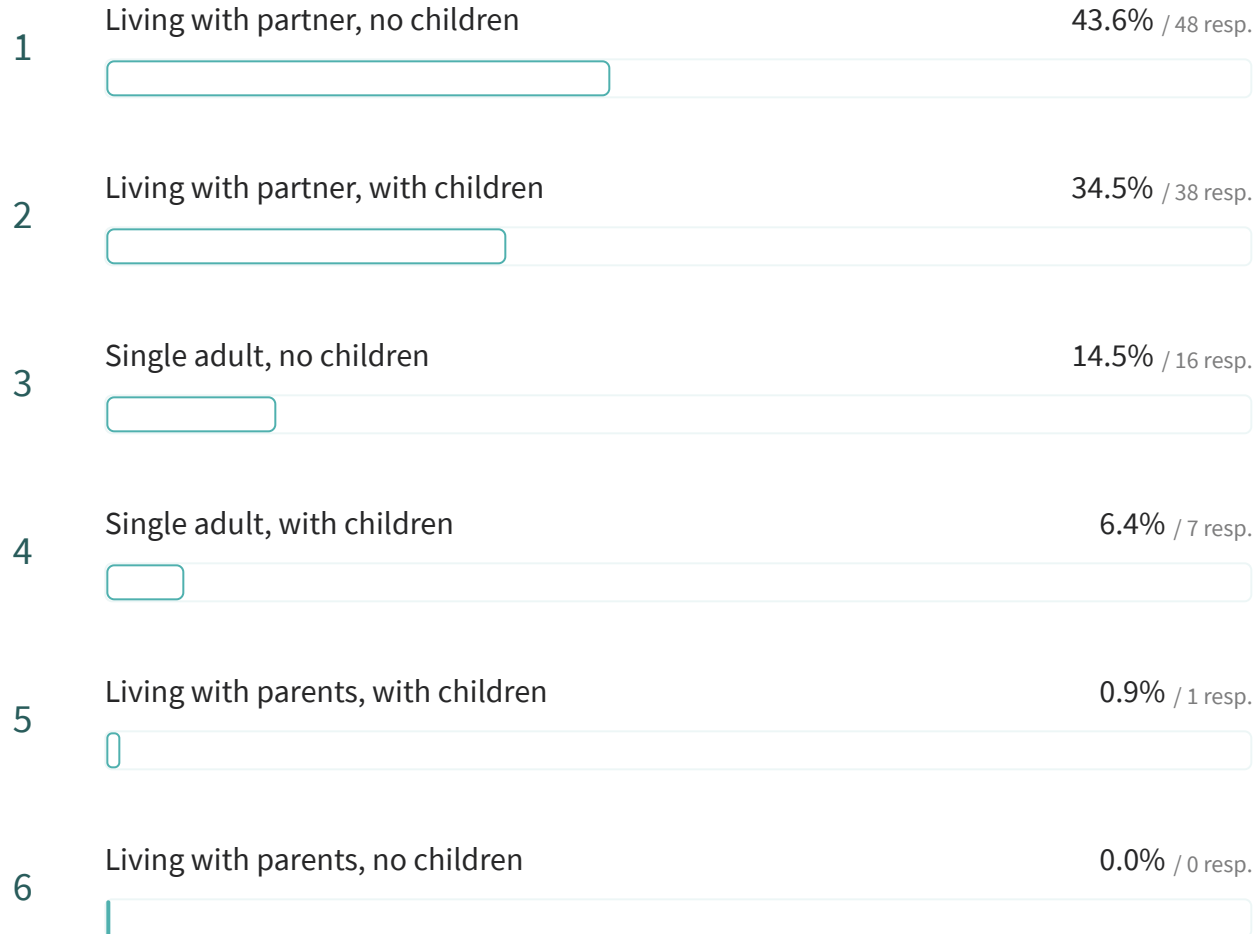 Living with partner, no children 43.6% / 48 resp.
1
Living with partner, with children 34.5% / 38 resp.
2
Single adult, no children 14.5% / 16 resp.
3
Single adult, with children 6.4% / 7 resp.
4
Living with parents, with children 0.9% / 1 resp.
5
Living with parents, no children 0.0% / 0 resp.
6